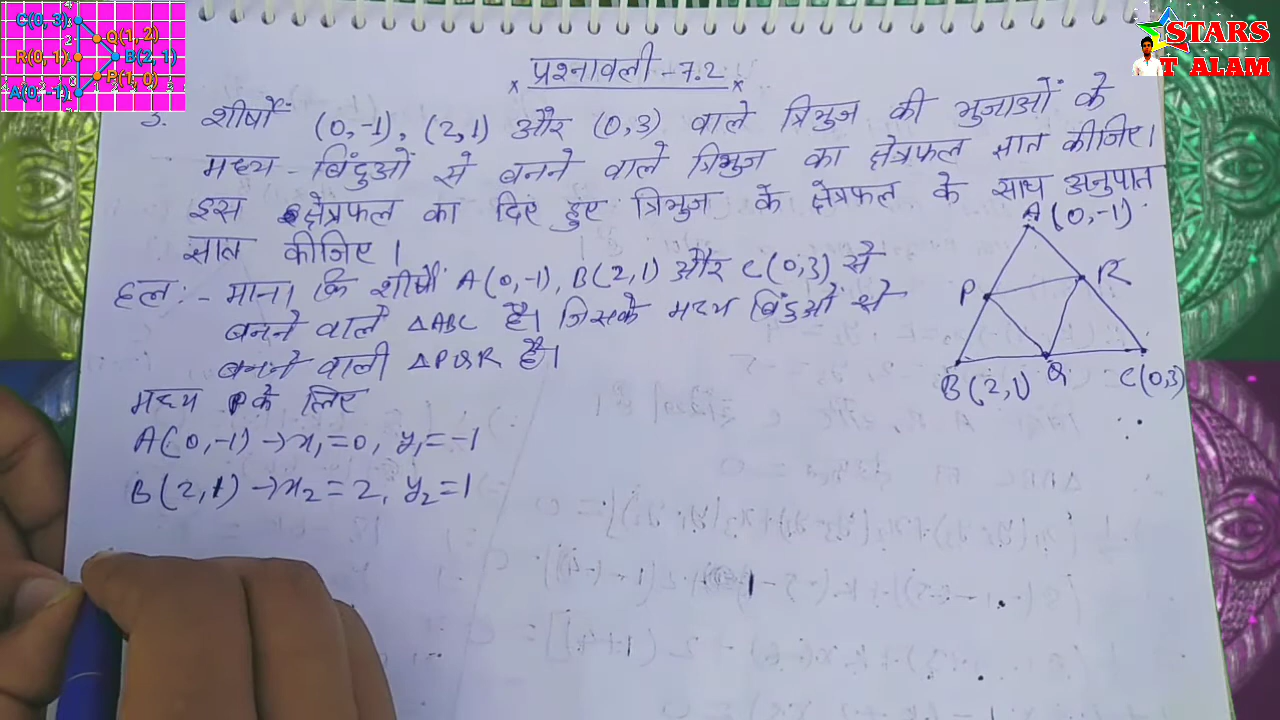 C(0, 3)
Q(1, 2)
R(0, 1)
B(2, 1)
P(1, 0)
A(0, -1)
STARS
T ALAM
प्रश्नावली - 7.2
3. शीर्षों (0,-1), (2,1) और (0,3) वाले त्रिभुज की भुजाओं के
मध्य - बिंदुओं से बनने वाले त्रिभुज का क्षेत्रफल ज्ञात कीजिए।
इस क्षेत्रफल का दिए हुए त्रिभुज के क्षेत्रफल के साथ अनुपात
ज्ञात कीजिए।
हल:- माना कि शीर्षों A(0,-1), B(2,1) और C(0,3) से
बनने वाले △ABC है। जिसके मध्य बिंदुओं से
बनने वाली △PQR है।
मध्य P के लिए
A(0,-1) → x₁=0, y₁=-1
B(2,1) → x₂=2, y₂=1
A(0,-1)
P
R
B(2,1)
Q
C(0,3)